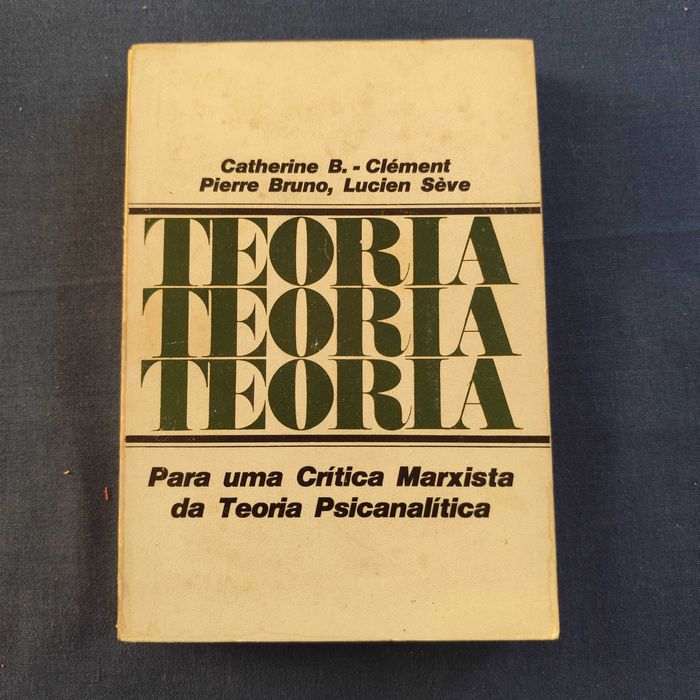 Catherine B. - Clément
Pierre Bruno, Lucien Sève
TEORIA
TEORIA
TEORIA
Para uma Crítica Marxista
da Teoria Psicanalítica